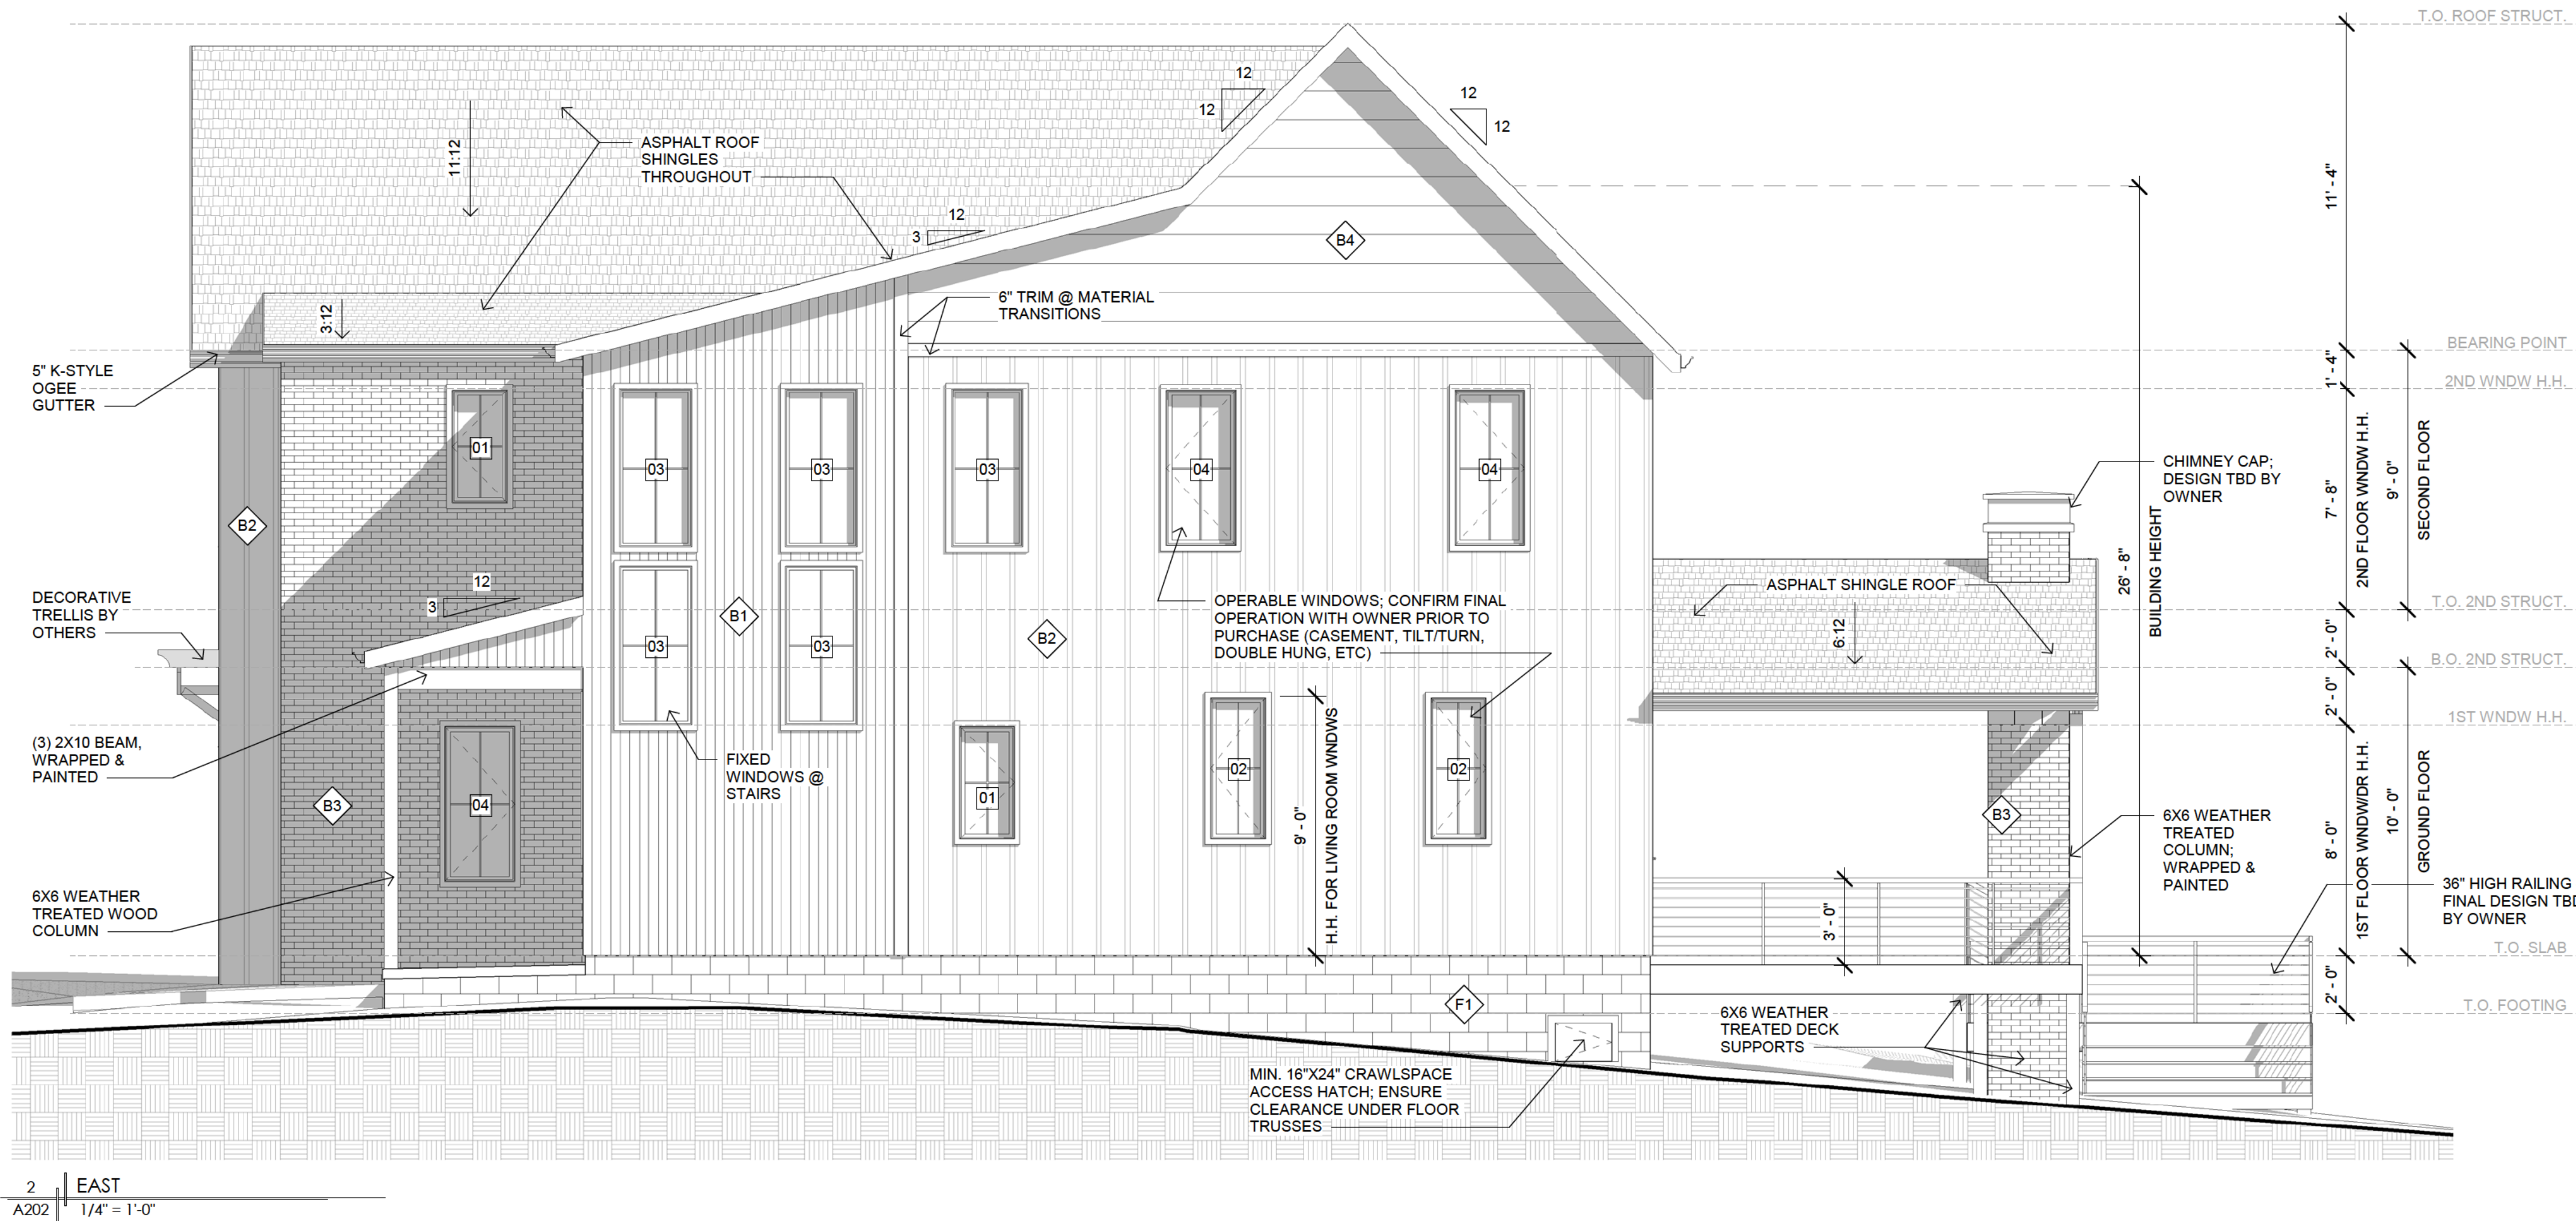 T.O. ROOF STRUCT.
12
12
12
12
11:12
ASPHALT ROOF
SHINGLES
THROUGHOUT
11' - 4"
12
3
B4
6" TRIM @ MATERIAL
TRANSITIONS
3:12
BEARING POINT
1' - 4"
2ND WNDW H.H.
5" K-STYLE
OGEE
GUTTER
01
03
03
03
04
04
B2
CHIMNEY CAP;
DESIGN TBD BY
OWNER
7' - 8"
2ND FLOOR WNDW H.H.
9' - 0"
SECOND FLOOR
26' - 8"
BUILDING HEIGHT
12
3
DECORATIVE
TRELLIS BY
OTHERS
B1
B2
03
03
OPERABLE WINDOWS; CONFIRM FINAL
OPERATION WITH OWNER PRIOR TO
PURCHASE (CASEMENT, TILT/TURN,
DOUBLE HUNG, ETC)
ASPHALT SHINGLE ROOF
6:12
T.O. 2ND STRUCT.
2' - 0"
B.O. 2ND STRUCT.
2' - 0"
1ST WNDW H.H.
(3) 2X10 BEAM,
WRAPPED &
PAINTED
B3
04
FIXED
WINDOWS @
STAIRS
01
02
02
9' - 0"
H.H. FOR LIVING ROOM WNDWS
B3
6X6 WEATHER
TREATED
COLUMN;
WRAPPED &
PAINTED
8' - 0"
1ST FLOOR WNDW/DR H.H.
10' - 0"
GROUND FLOOR
6X6 WEATHER
TREATED WOOD
COLUMN
3' - 0"
36" HIGH RAILING
FINAL DESIGN TBD
BY OWNER
T.O. SLAB
2' - 0"
T.O. FOOTING
F1
6X6 WEATHER
TREATED DECK
SUPPORTS
MIN. 16"X24" CRAWLSPACE
ACCESS HATCH; ENSURE
CLEARANCE UNDER FLOOR
TRUSSES
2
EAST
A202
1/4" = 1'-0"